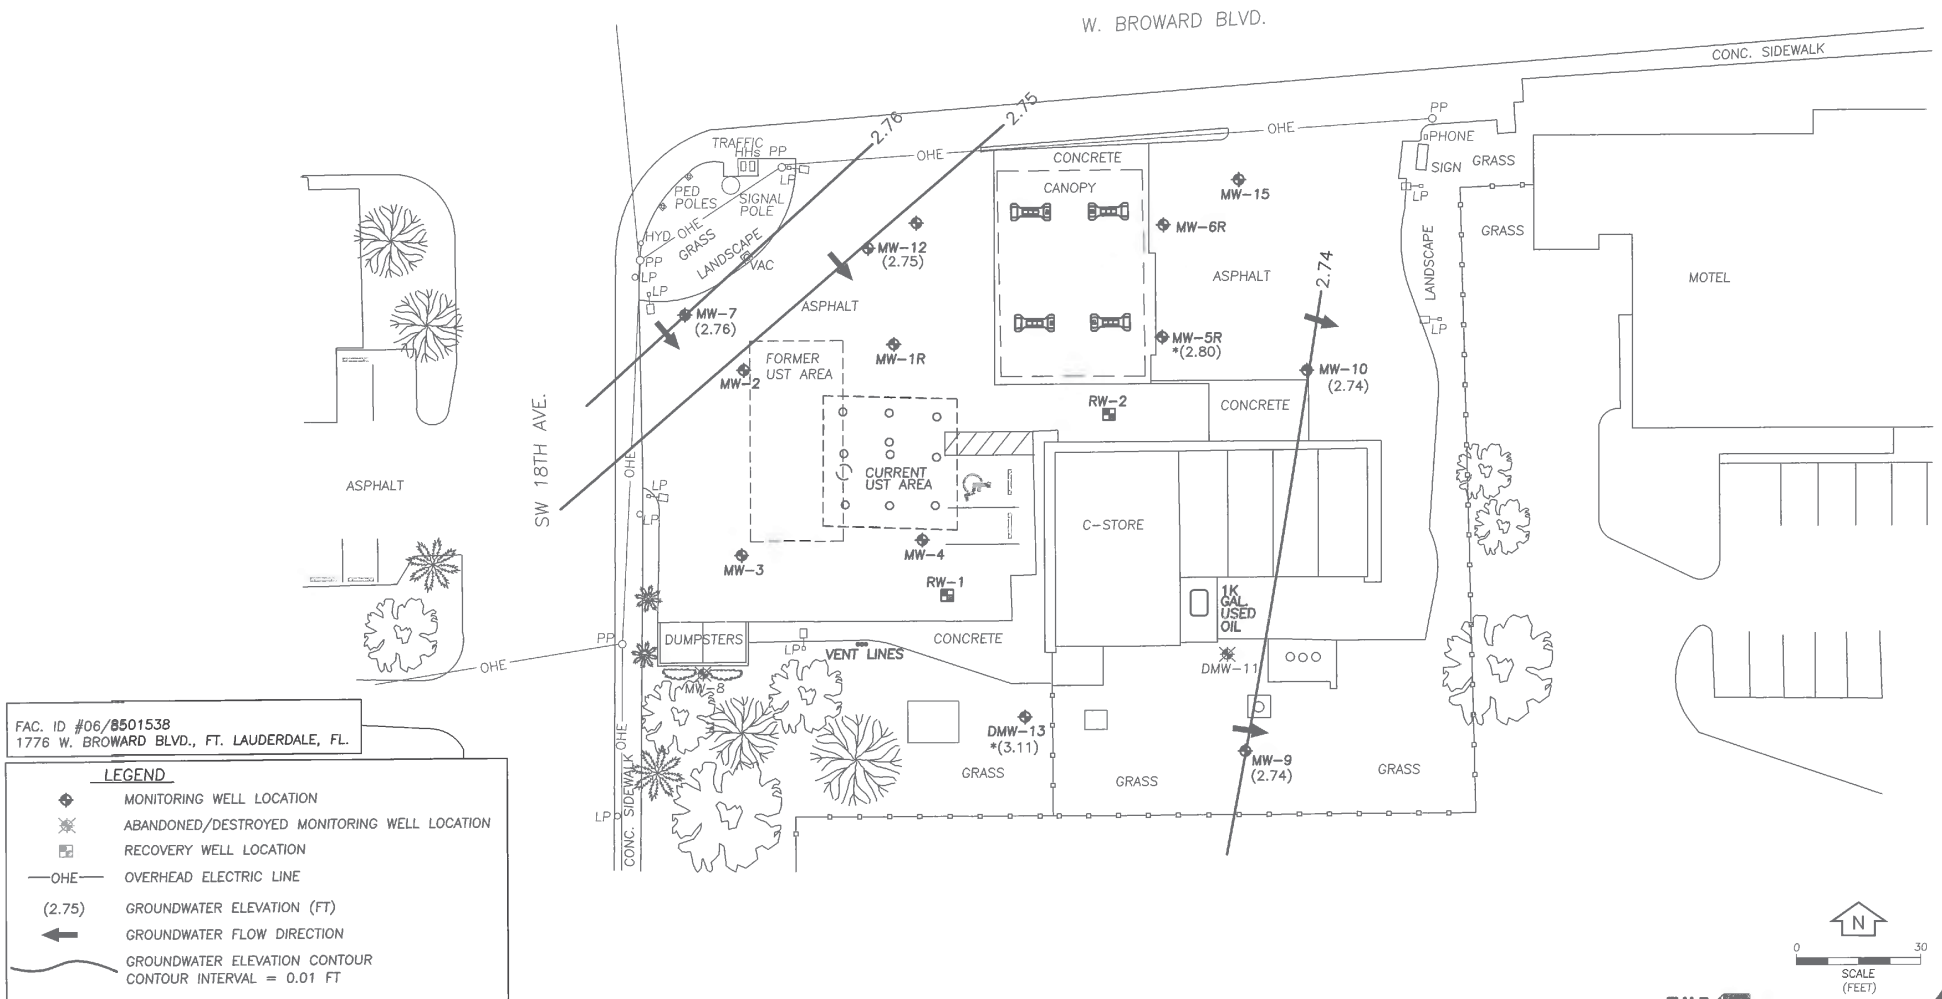 W. BROWARD BLVD.
CONC. SIDEWALK
2.76
2.75
PP
OHE
OHE
PHONE
TRAFFIC
HHs PP
CONCRETE
GRASS
SIGN
LP
PED
POLES
SIGNAL
POLE
CANOPY
MW-15
LP
GRASS
MW-6R
HYD
OHE
GRASS
LANDSCAPE
MW-12
(2.75)
PP
VAC
LP
LP
ASPHALT
2.74
LANDSCAPE
MOTEL
ASPHALT
MW-7
(2.76)
LP
MW-5R
*(2.80)
MW-1R
FORMER
UST AREA
MW-2
MW-10
(2.74)
RW-2
CONCRETE
SW 18TH AVE.
OHE
ASPHALT
CURRENT
UST AREA
LP
LP
C-STORE
MW-4
MW-3
RW-1
1K
GAL.
USED
OIL
PP
DUMPSTERS
CONCRETE
LP
VENT LINES
OHE
DMW-11
MW-8
DMW-13
*(3.11)
OHE
GRASS
GRASS
MW-9
(2.74)
GRASS
LP
CONC. SIDEWALK
FAC. ID #06/8501538
1776 W. BROWARD BLVD., FT. LAUDERDALE, FL.
LEGEND
MONITORING WELL LOCATION
ABANDONED/DESTROYED MONITORING WELL LOCATION
RECOVERY WELL LOCATION
OHE OVERHEAD ELECTRIC LINE
(2.75) GROUNDWATER ELEVATION (FT)
GROUNDWATER FLOW DIRECTION
GROUNDWATER ELEVATION CONTOUR
CONTOUR INTERVAL = 0.01 FT
N
0 30
SCALE
(FEET)